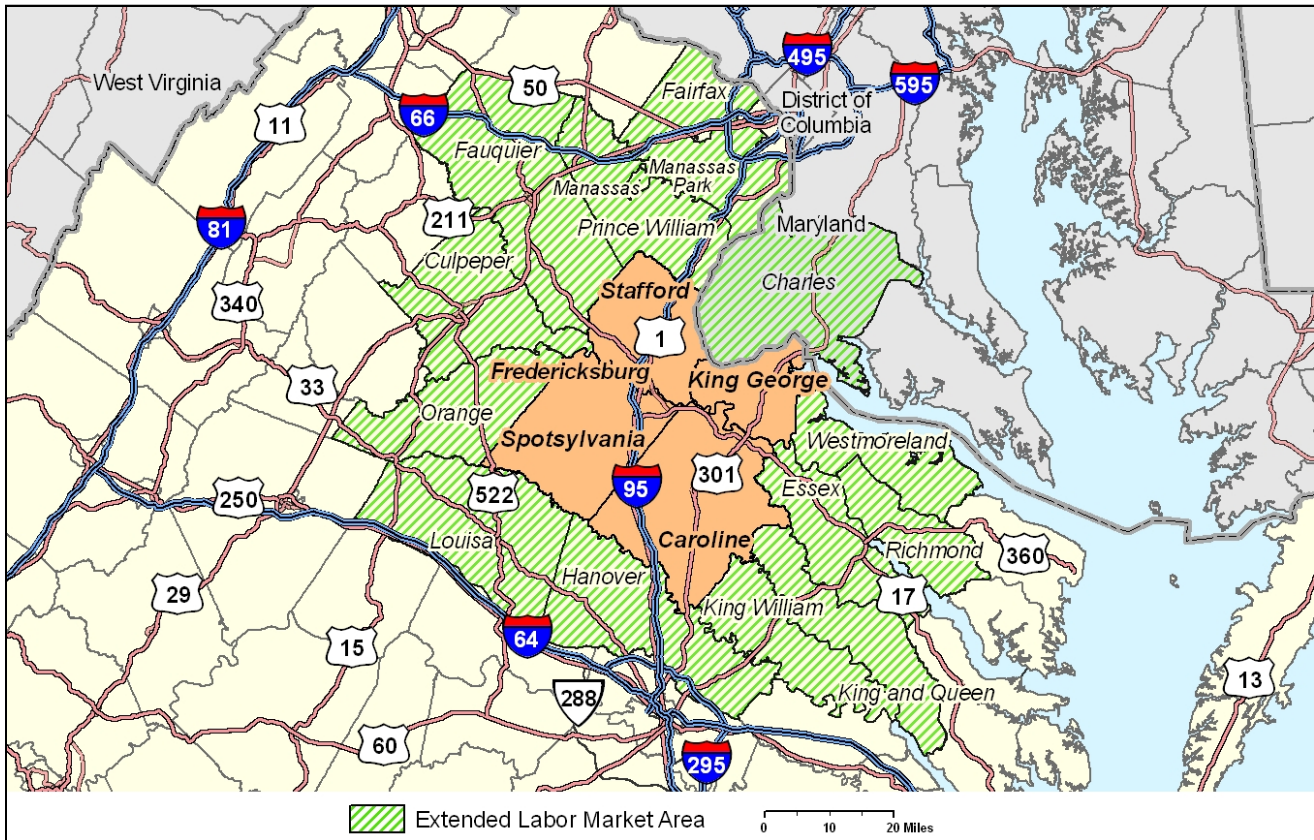 West Virginia
495
595
50
Fairfax
District of
Columbia
11
66
Fauquier
Manassas
Manassas
Park
81
211
Prince William
Maryland
Culpeper
Charles
340
Stafford
1
33
Fredericksburg
King George
Orange
Spotsylvania
Westmoreland
250
522
95
301
Essex
Louisa
Caroline
Richmond
360
29
Hanover
King William
17
64
15
King and Queen
13
288
60
295
Extended Labor Market Area
0 10 20 Miles